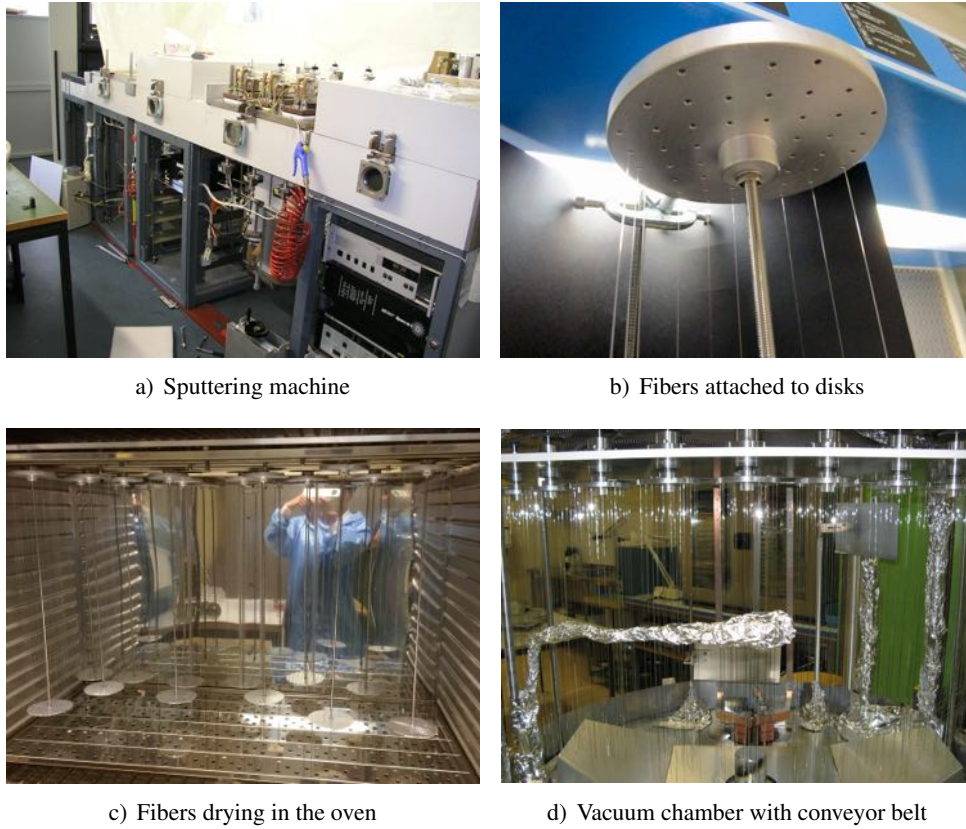 a) Sputtering machine
b) Fibers attached to disks
c) Fibers drying in the oven
d) Vacuum chamber with conveyor belt